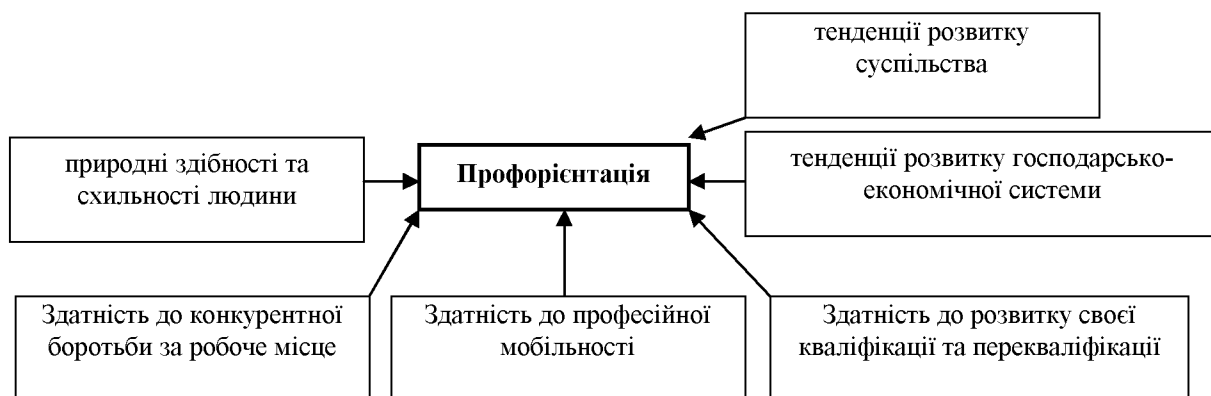 тенденції розвитку
суспільства
природні здібності та
схильності людини
Профорієнтація
тенденції розвитку господарсько-
економічної системи
Здатність до конкурентної
боротьби за робоче місце
Здатність до професійної
мобільності
Здатність до розвитку своєї
кваліфікації та перекваліфікації